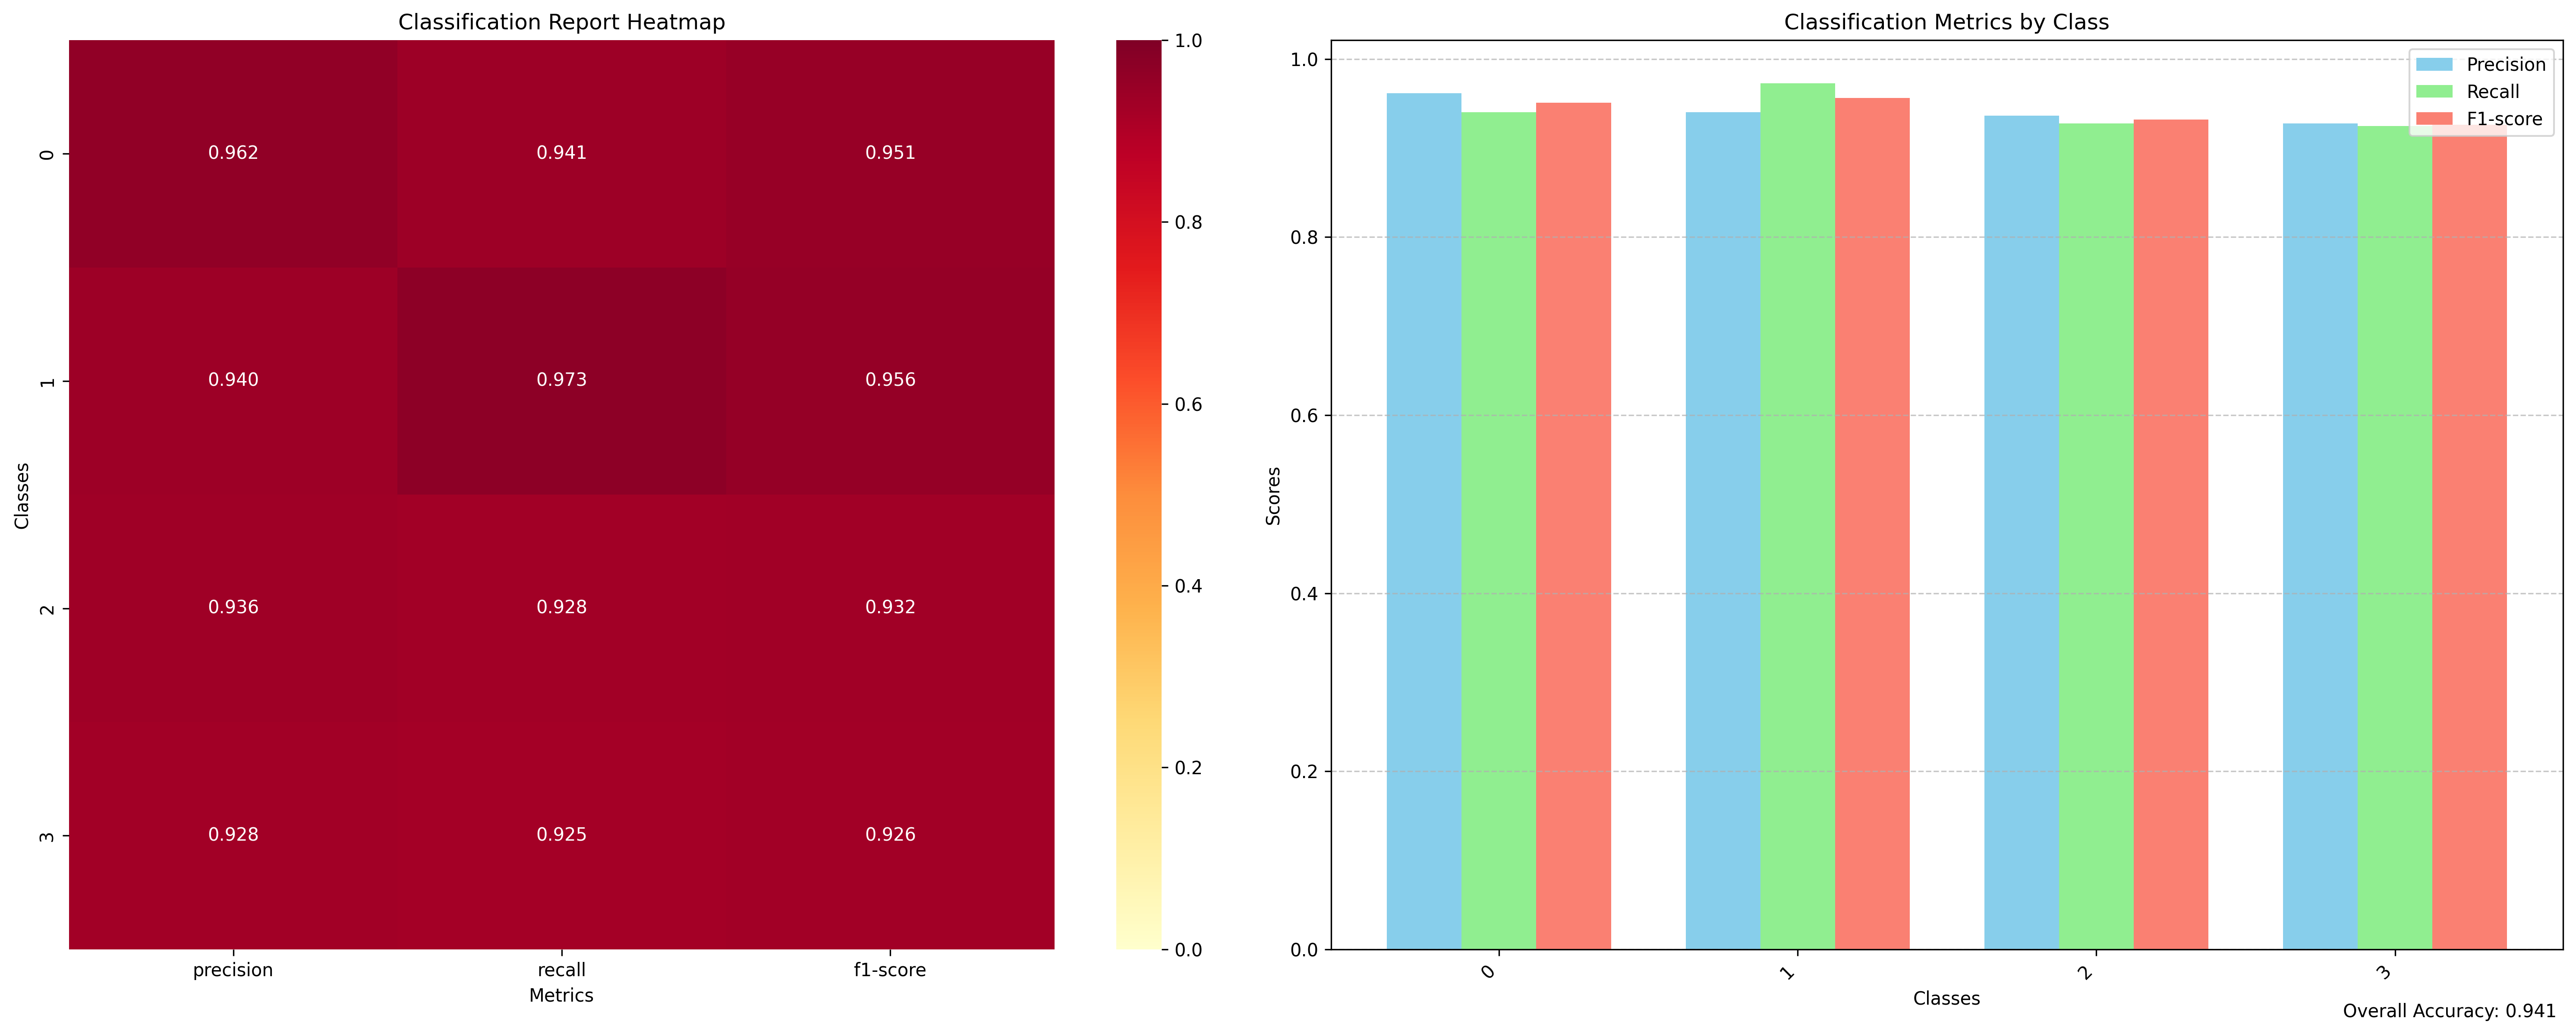 Classification Report Heatmap
Classes
0
1
2
3
0.962 0.941 0.951
0.940 0.973 0.956
0.936 0.928 0.932
0.928 0.925 0.926
precision recall f1-score
Metrics
1.0
0.8
0.6
0.4
0.2
0.0
Classification Metrics by Class
Scores
1.0
0.8
0.6
0.4
0.2
0.0
Precision
Recall
F1-score
0 1 2 3
Classes
Overall Accuracy: 0.941